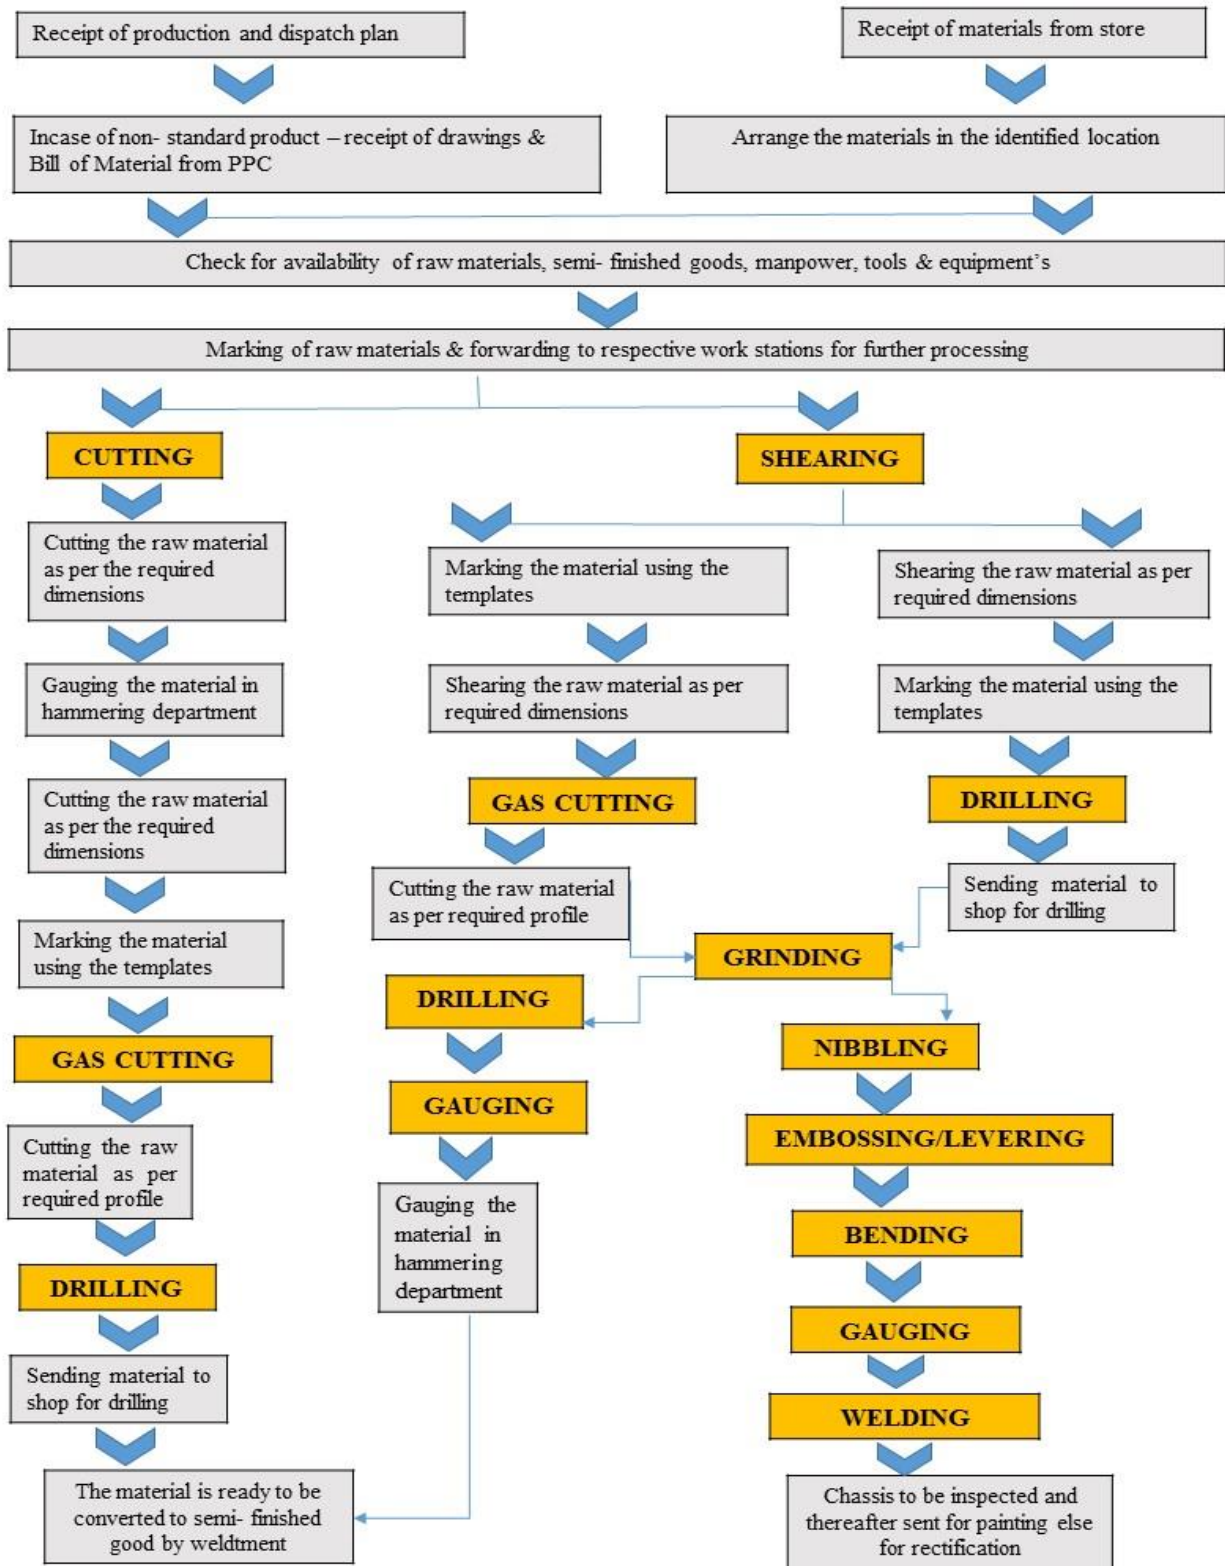 Receipt of production and dispatch plan
Receipt of materials from store
Incase of non- standard product – receipt of drawings &
Bill of Material from PPC
Arrange the materials in the identified location
Check for availability of raw materials, semi- finished goods, manpower, tools & equipment’s
Marking of raw materials & forwarding to respective work stations for further processing
CUTTING
Cutting the raw material
as per the required
dimensions
Gauging the material in
hammering department
Cutting the raw material
as per the required
dimensions
Marking the material
using the templates
GAS CUTTING
Cutting the raw
material as per
required profile
DRILLING
Sending material to
shop for drilling
The material is ready to be
converted to semi- finished
good by weldtment
SHEARING
Marking the material using the
templates
Shearing the raw material as per
required dimensions
GAS CUTTING
Cutting the raw material
as per required profile
Shearing the raw material as per
required dimensions
Marking the material using the
templates
DRILLING
Sending material to
shop for drilling
GRINDING
DRILLING
GAUGING
Gauging the
material in
hammering
department
NIBBLING
EMBOSSING/LEVERING
BENDING
GAUGING
WELDING
Chassis to be inspected and
thereafter sent for painting else
for rectification